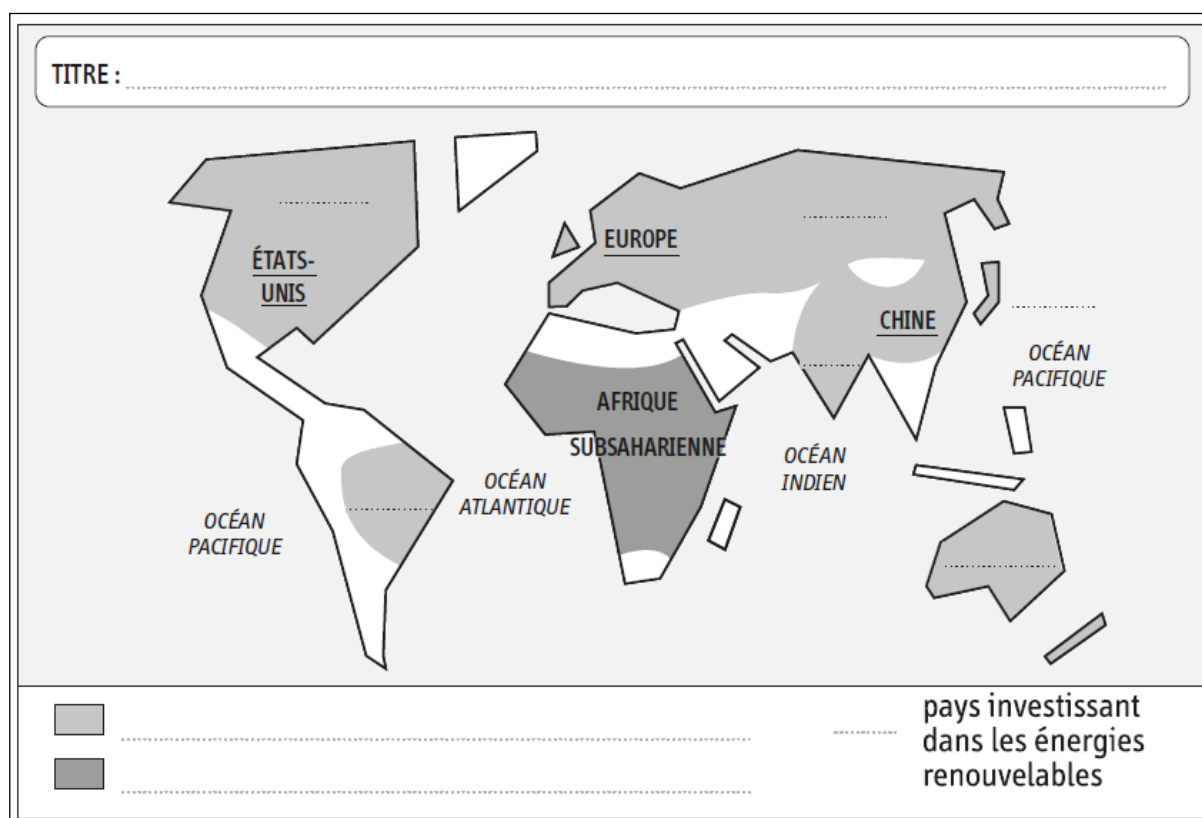 TITRE :
ÉTATS-
UNIS
EUROPE
CHINE
OCÉAN
PACIFIQUE
AFRIQUE
SUBSAHARIENNE
OCÉAN
INDIEN
OCÉAN
ATLANTIQUE
OCÉAN
PACIFIQUE
pays investissant
dans les énergies
renouvelables